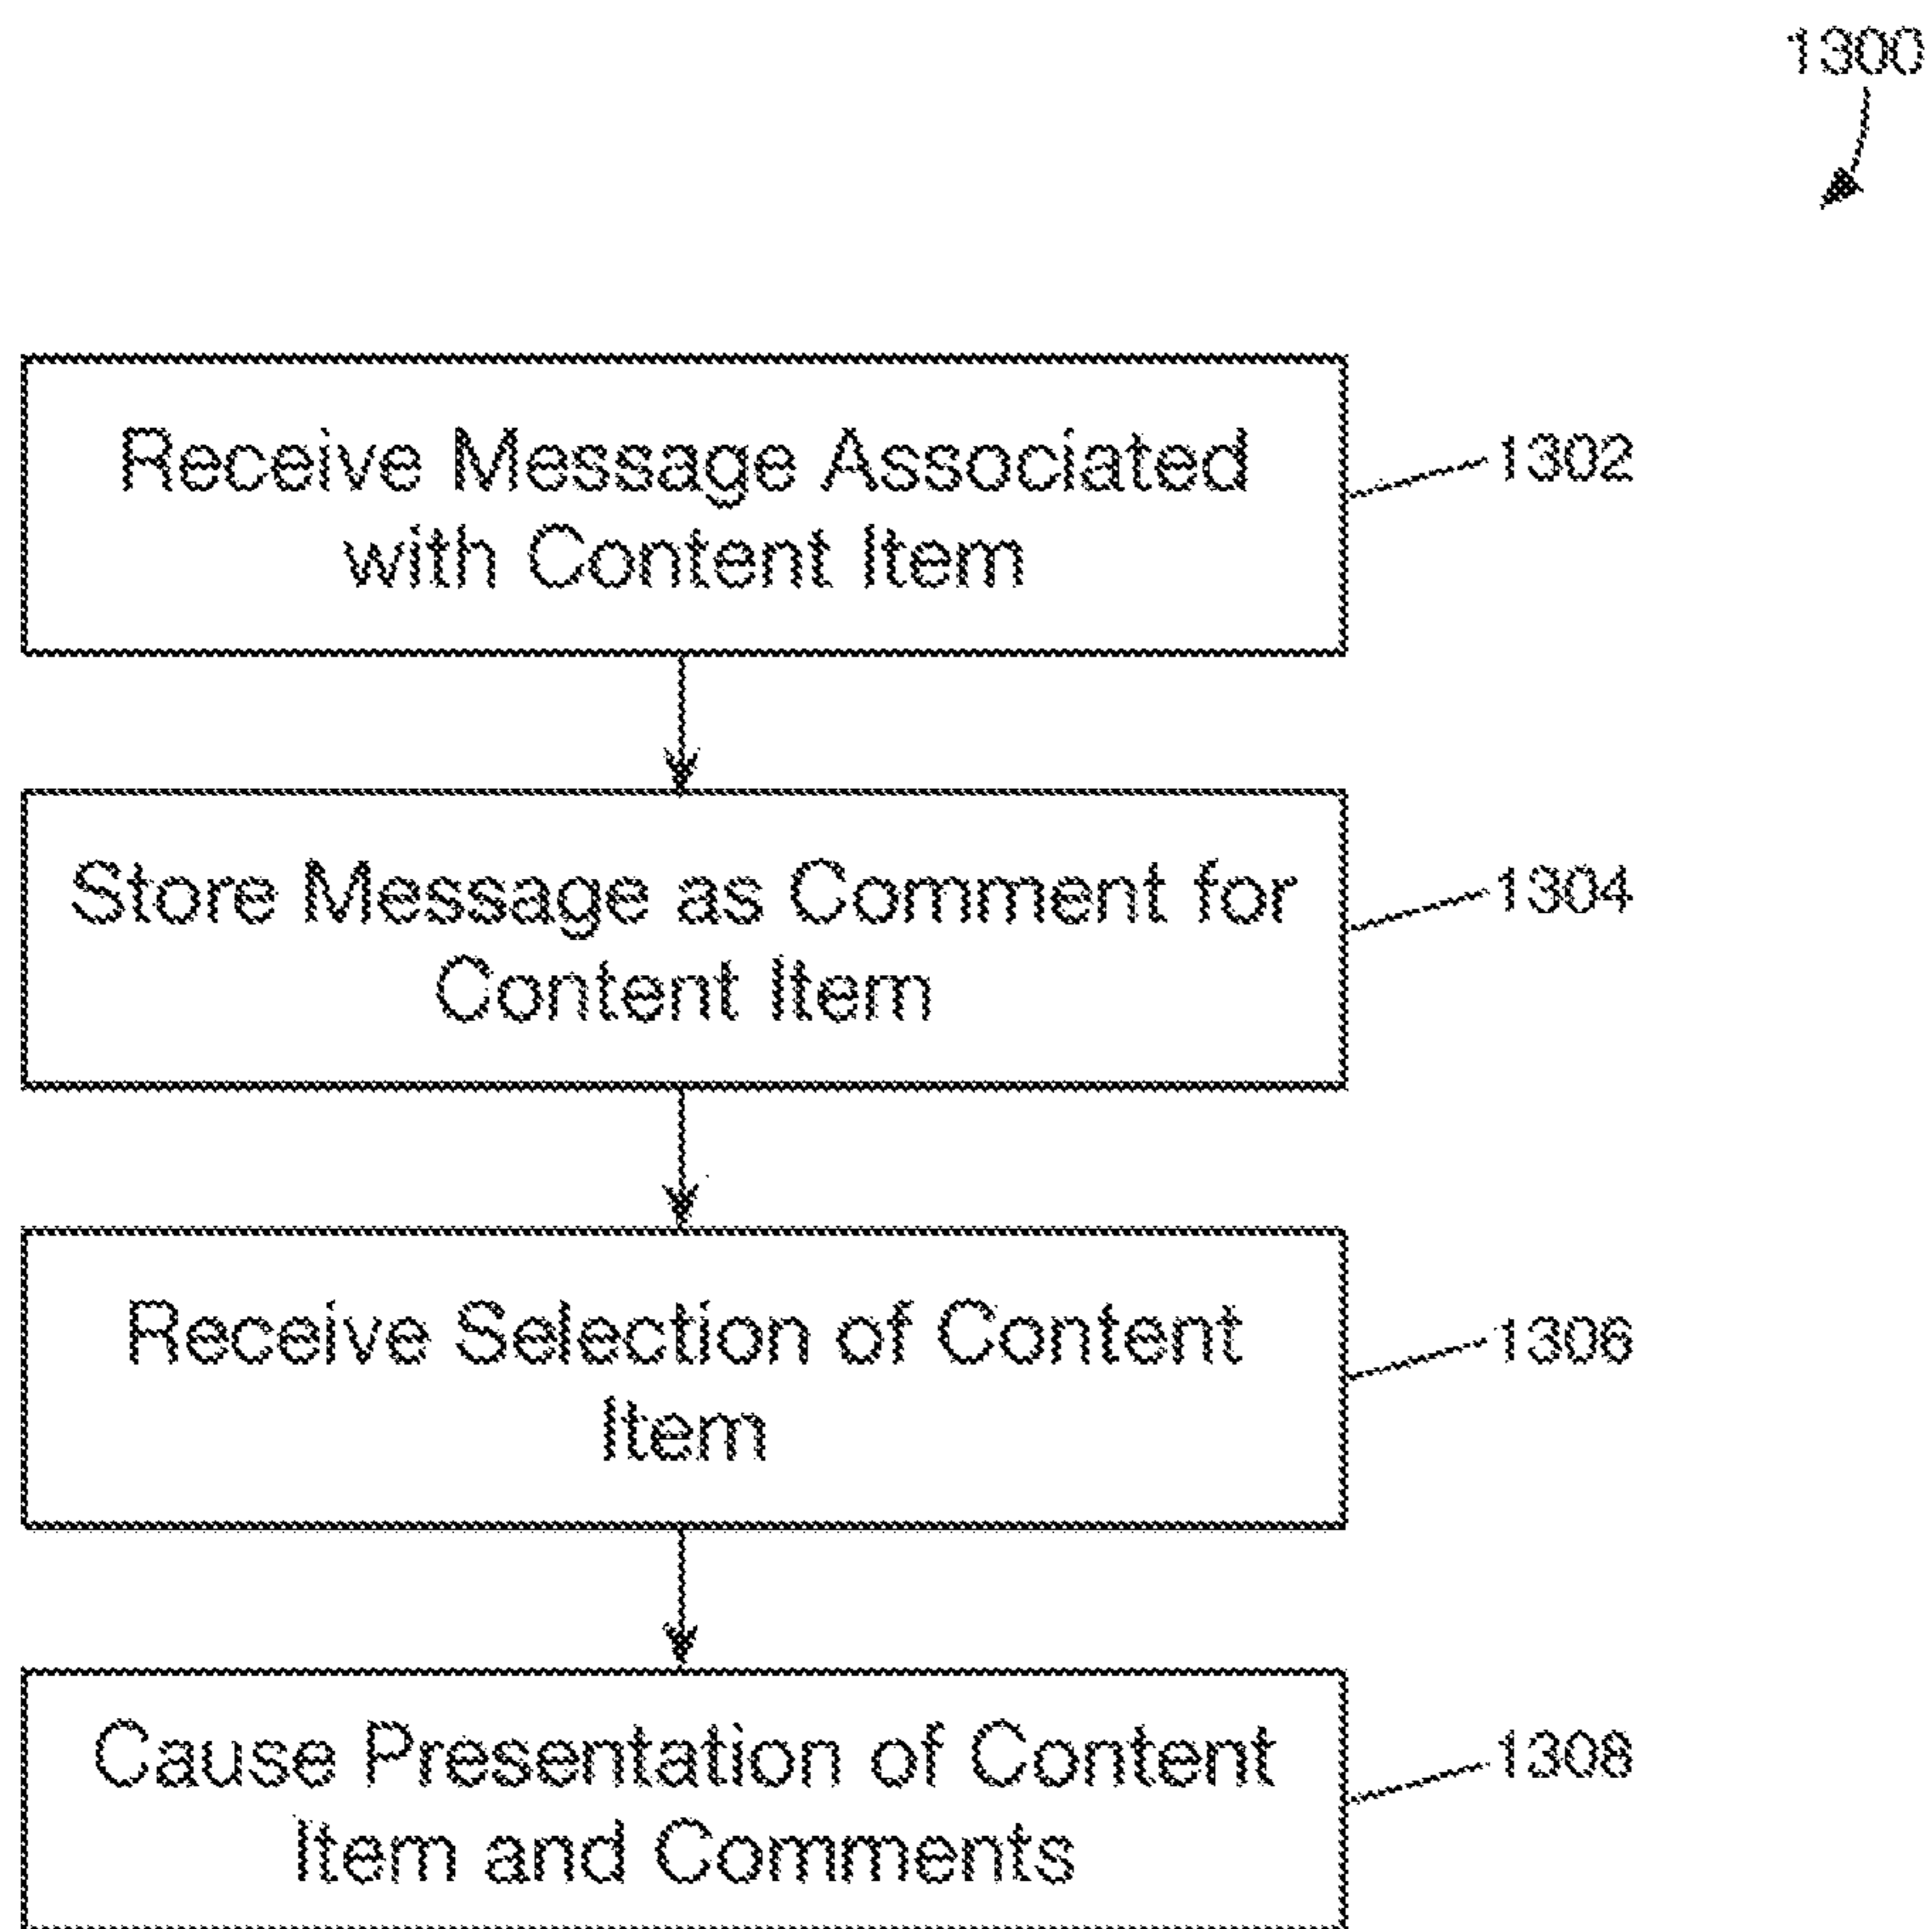 1300
Receive Message Associated
with Content Item
1302
Store Message as Comment for
Content Item
1304
Receive Selection of Content
Item
1306
Cause Presentation of Content
Item and Comments
1308